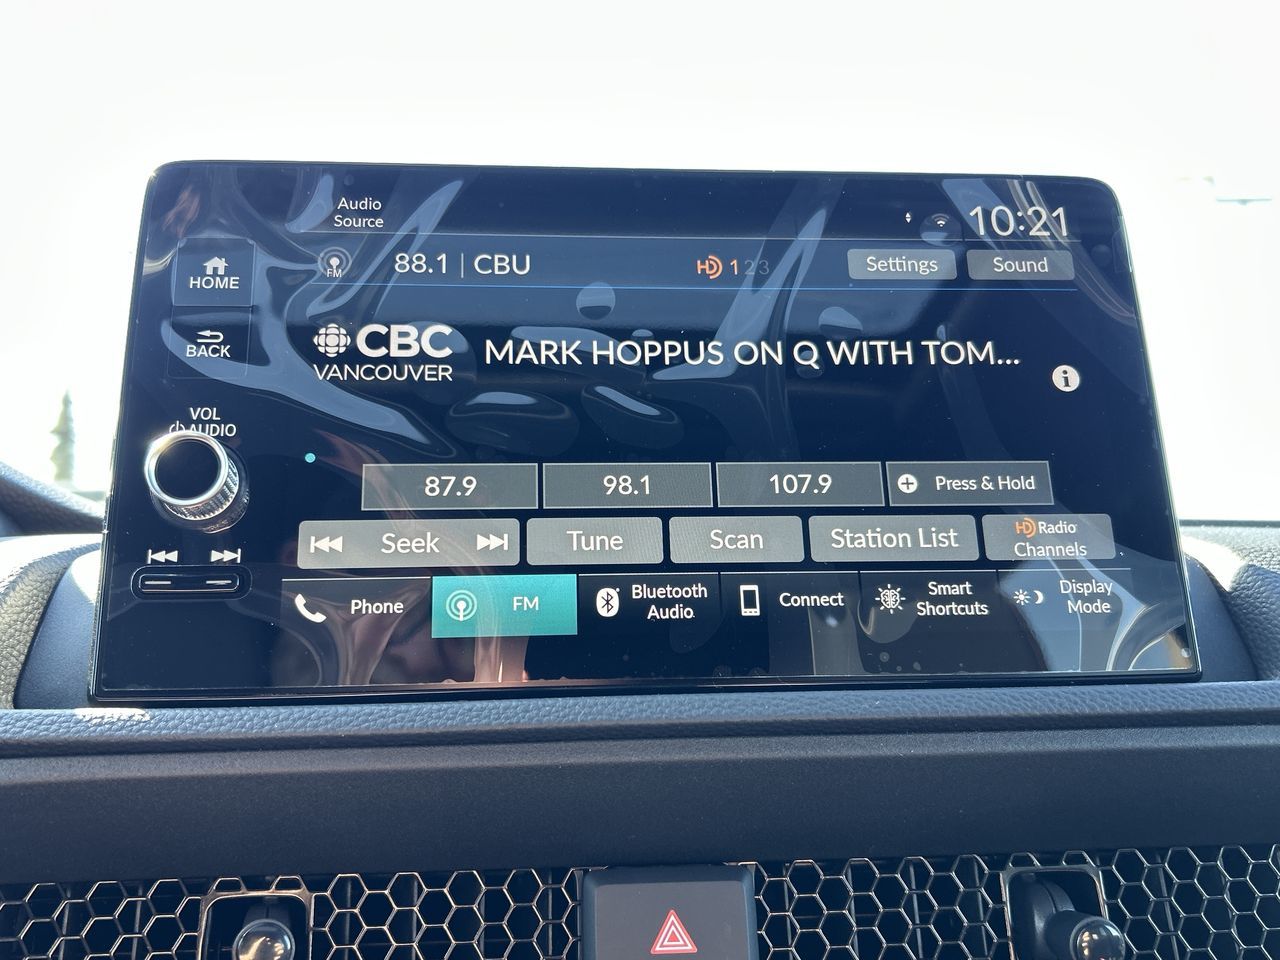 Audio
Source
10:21
HOME
FM
88.1 | CBU
HD 1 2 3
Settings
Sound
BACK
CBC
VANCOUVER
MARK HOPPUS ON Q WITH TOM...
i
VOL
AUDIO
87.9
98.1
107.9
+ Press & Hold
Seek
Tune
Scan
Station List
HD Radio
Channels
Phone
FM
Bluetooth
Audio
Connect
Smart
Shortcuts
Display
Mode